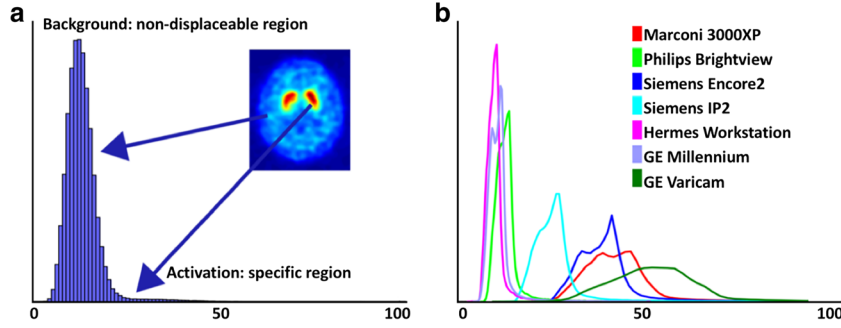 a
Background: non-displaceable region
Activation: specific region
0
50
100
b
Marconi 3000XP
Philips Brightview
Siemens Encore2
Siemens IP2
Hermes Workstation
GE Millennium
GE Varicam
0
50
100